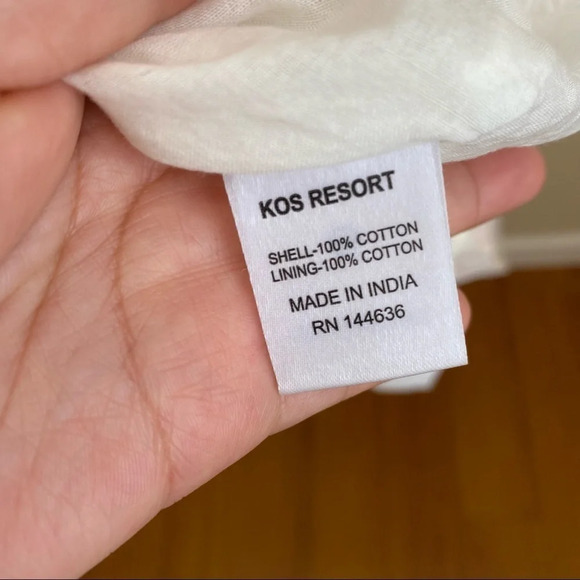 KOS RESORT
SHELL-100% COTTON
LINING-100% COTTON
MADE IN INDIA
RN 144636